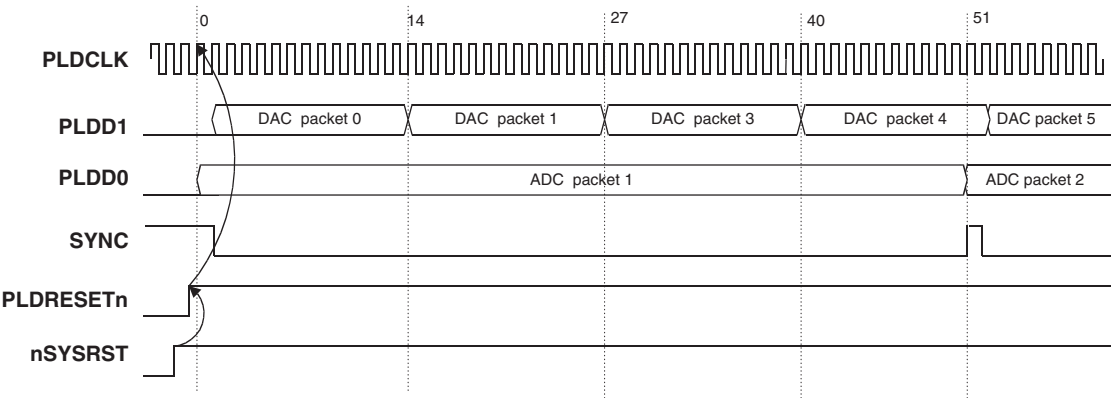 0 14 27 40 51
PLDCLK
PLDD1 DAC packet 0 DAC packet 1 DAC packet 3 DAC packet 4 DAC packet 5
PLDD0 ADC packet 1 ADC packet 2
SYNC
PLDRESETn
nSYSRST